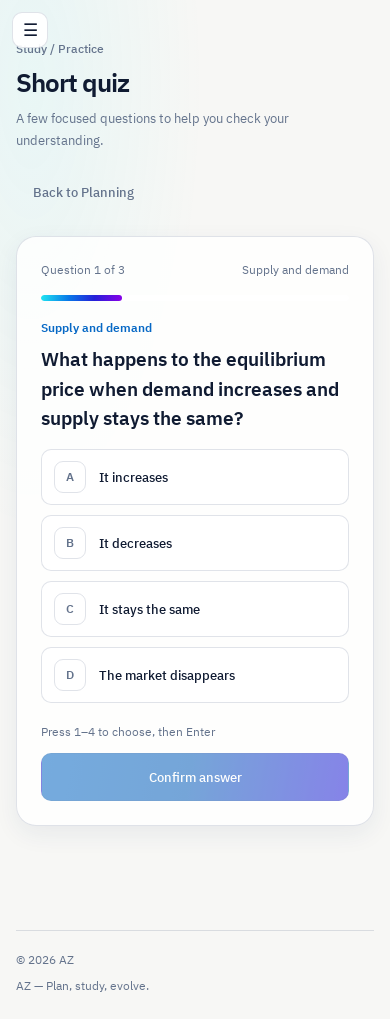 ☰
Study / Practice
Short quiz
A few focused questions to help you check your
understanding.
Back to Planning
Question 1 of 3
Supply and demand
Supply and demand
What happens to the equilibrium
price when demand increases and
supply stays the same?
A
It increases
B
It decreases
C
It stays the same
D
The market disappears
Press 1–4 to choose, then Enter
Confirm answer
© 2026 AZ
AZ — Plan, study, evolve.